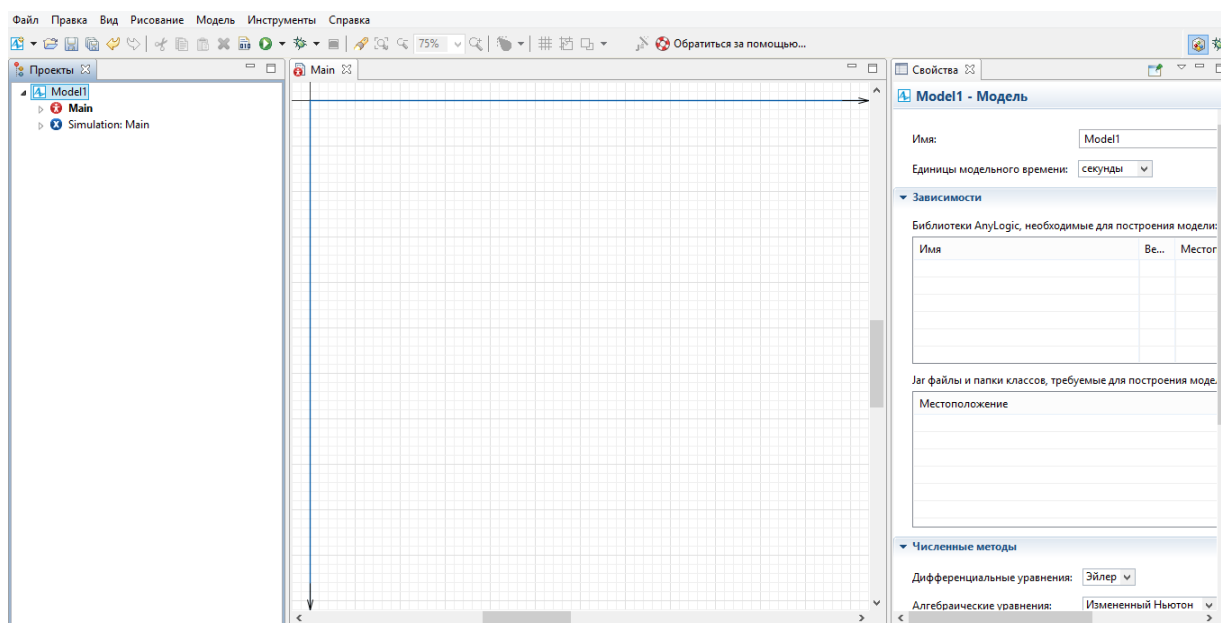 Файл Правка Вид Рисование Модель Инструменты Справка
75% Обратиться за помощью...
Проекты
Model1
Main
Simulation: Main
Main
Свойства
Model1 - Модель
Имя: Model1
Единицы модельного времени: секунды
Зависимости
Библиотеки AnyLogic, необходимые для построения модели:
Имя Ве... Местоп
Jar файлы и папки классов, требуемые для построения моде
Местоположение
Численные методы
Дифференциальные уравнения: Эйлер
Алгебраические уравнения: Измененный Ньютон